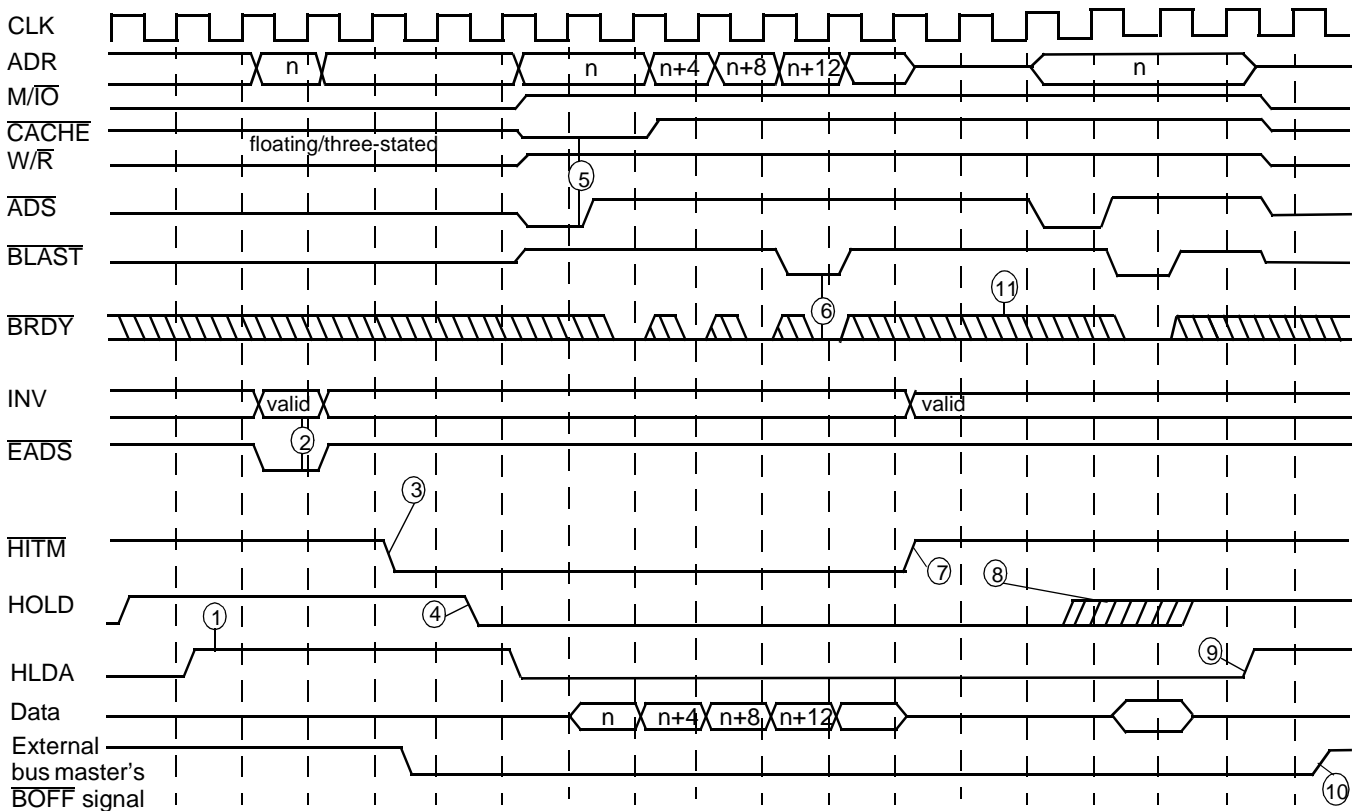 CLK
ADR n n n+4 n+8 n+12 n
M/IO
CACHE
floating/three-stated
W/R
5
ADS
BLAST
11
6
BRDY
INV valid valid
EADS 2
3
HITM
7 8
HOLD 1 4
9
HLDA
Data n n+4 n+8 n+12
External
bus master's
BOFF signal 10